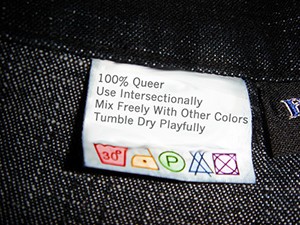 100% Queer
Use Intersectionally
Mix Freely With Other Colors
Tumble Dry Playfully
30° P